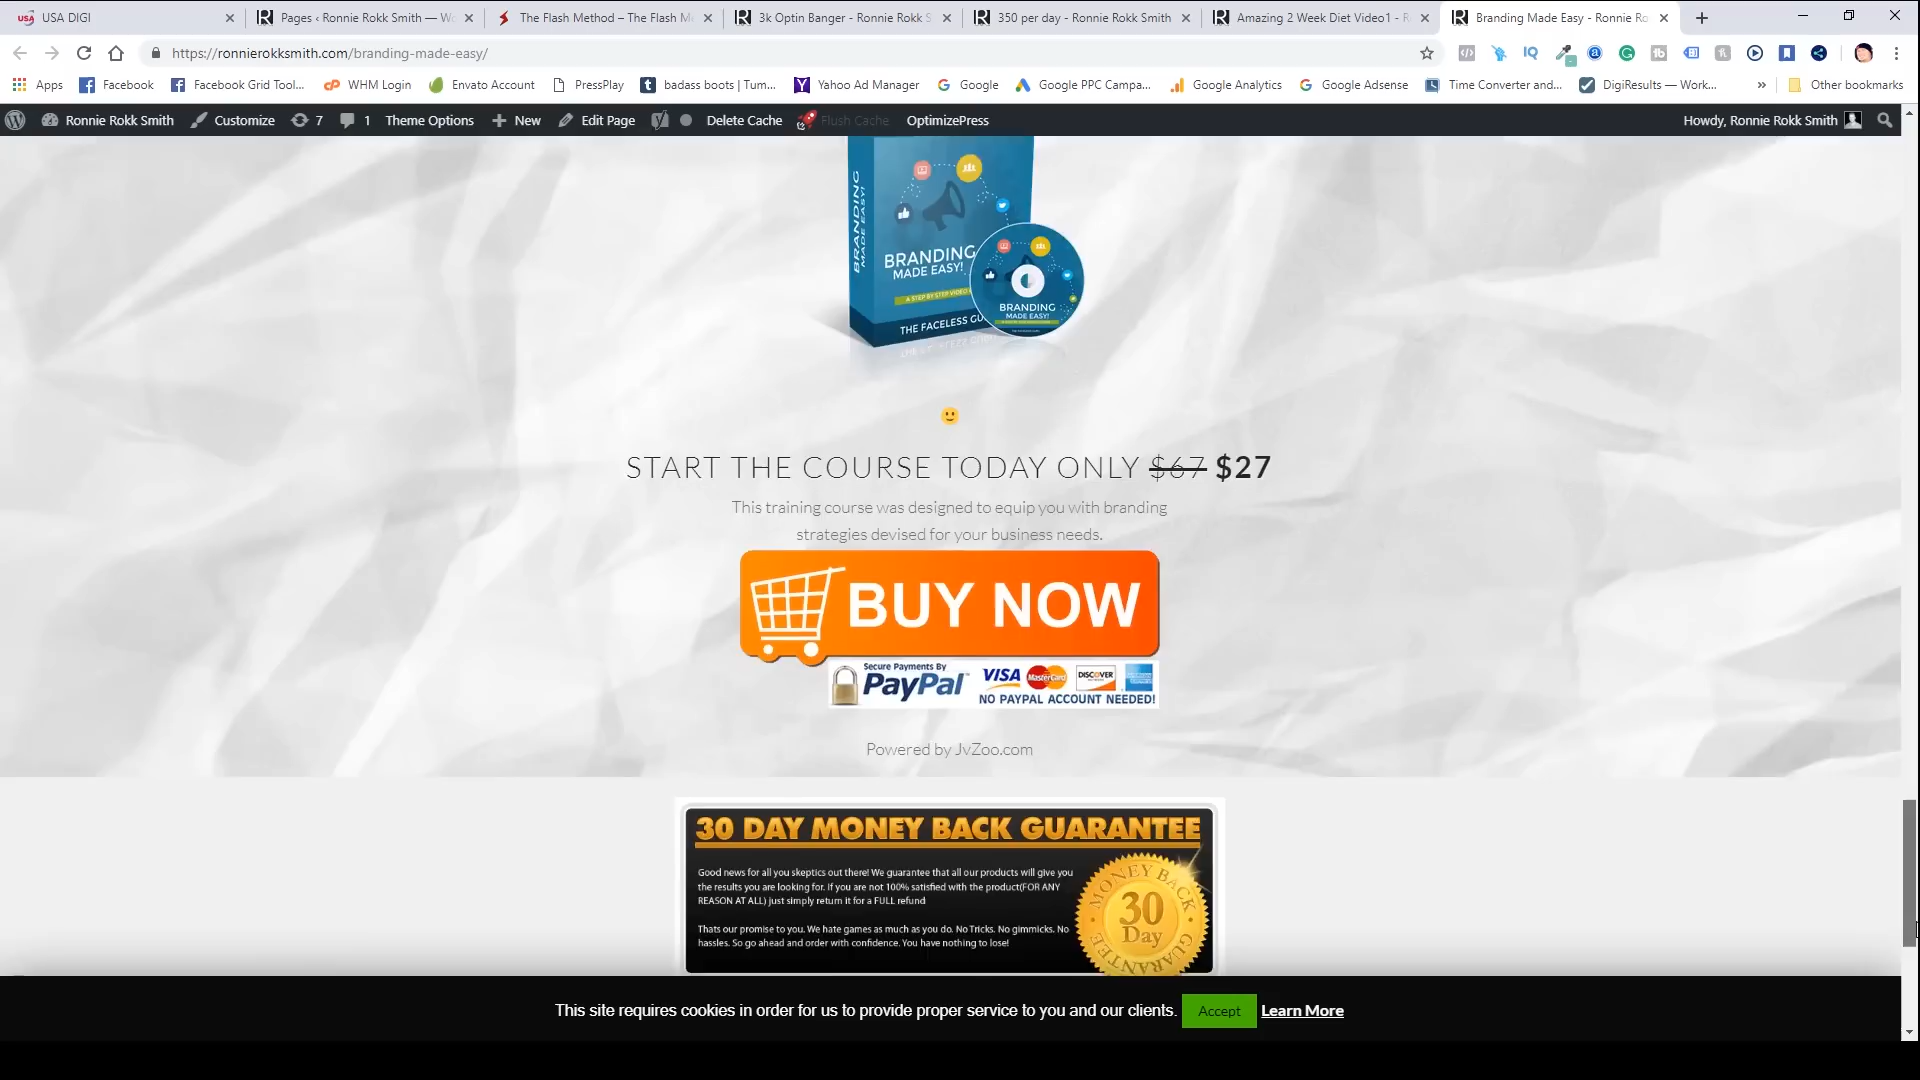 USA DIGI
Pages ‹ Ronnie Rokk Smith — Wo
The Flash Method – The Flash M
3k Optin Banger - Ronnie Rokk S
350 per day - Ronnie Rokk Smith
Amazing 2 Week Diet Video1 - R
Branding Made Easy - Ronnie Ro
https://ronnierokksmith.com/branding-made-easy/
Apps
Facebook
Facebook Grid Tool...
WHM Login
Envato Account
PressPlay
badass boots | Tum...
Yahoo Ad Manager
Google
Google PPC Campa...
Google Analytics
Google Adsense
Time Converter and...
DigiResults — Work...
Other bookmarks
Ronnie Rokk Smith
Customize
7
1
Theme Options
New
Edit Page
Delete Cache
Flush Cache
OptimizePress
Howdy, Ronnie Rokk Smith
BRANDING
MADE EASY!
BRANDING
MADE EASY!
A STEP BY STEP VIDEO
THE FACELESS GU
BRANDING
MADE EASY!
START THE COURSE TODAY ONLY $67 $27
This training course was designed to equip you with branding
strategies devised for your business needs.
BUY NOW
Secure Payments By
PayPal
VISA MasterCard DISCOVER
NO PAYPAL ACCOUNT NEEDED!
Powered by JvZoo.com
30 DAY MONEY BACK GUARANTEE
Good news for all you skeptics out there! We guarantee that all our products will give you
the results you are looking for. If you are not 100% satisfied with the product(FOR ANY
REASON AT ALL) just simply return it for a FULL refund
Thats our promise to you. We hate games as much as you do. No Tricks. No gimmicks. No
hassles. So go ahead and order with confidence. You have nothing to lose!
MONEY BACK
30
Day
GUARANTEE
This site requires cookies in order for us to provide proper service to you and our clients.
Accept
Learn More